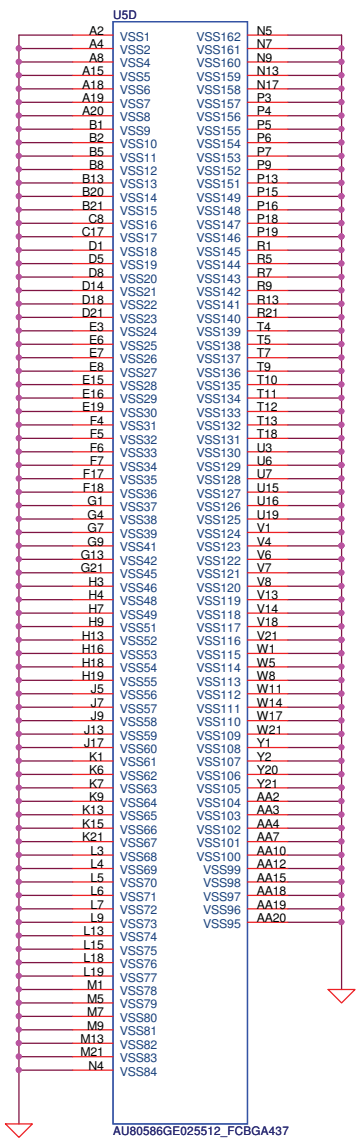 U5D
A2 VSS1 VSS162 N5
A4 VSS2 VSS161 N7
A8 VSS4 VSS160 N9
A15 VSS5 VSS159 N13
A18 VSS6 VSS158 N17
A19 VSS7 VSS157 P3
A20 VSS8 VSS156 P4
B1 VSS9 VSS155 P5
B2 VSS10 VSS154 P6
B5 VSS11 VSS153 P7
B8 VSS12 VSS152 P9
B13 VSS13 VSS151 P13
B20 VSS14 VSS149 P15
B21 VSS15 VSS148 P16
C8 VSS16 VSS147 P18
C17 VSS17 VSS146 P19
D1 VSS18 VSS145 R1
D5 VSS19 VSS144 R5
D8 VSS20 VSS143 R7
D14 VSS21 VSS142 R9
D18 VSS22 VSS141 R13
D21 VSS23 VSS140 R21
E3 VSS24 VSS139 T4
E6 VSS25 VSS138 T5
E7 VSS26 VSS137 T7
E8 VSS27 VSS136 T9
E15 VSS28 VSS135 T10
E16 VSS29 VSS134 T11
E19 VSS30 VSS133 T12
F4 VSS31 VSS132 T13
F5 VSS32 VSS131 T18
F6 VSS33 VSS130 U3
F7 VSS34 VSS129 U6
F17 VSS35 VSS128 U7
F18 VSS36 VSS127 U15
G1 VSS37 VSS126 U16
G4 VSS38 VSS125 U19
G7 VSS39 VSS124 V1
G9 VSS41 VSS123 V4
G13 VSS42 VSS122 V6
G21 VSS45 VSS121 V7
H3 VSS46 VSS120 V8
H4 VSS48 VSS119 V13
H7 VSS49 VSS118 V14
H9 VSS51 VSS117 V18
H13 VSS52 VSS116 V21
H16 VSS53 VSS115 W1
H18 VSS54 VSS114 W5
H19 VSS55 VSS113 W8
J5 VSS56 VSS112 W11
J7 VSS57 VSS111 W14
J9 VSS58 VSS110 W17
J13 VSS59 VSS109 W21
J17 VSS60 VSS108 Y1
K1 VSS61 VSS107 Y2
K6 VSS62 VSS106 Y20
K7 VSS63 VSS105 Y21
K9 VSS64 VSS104 AA2
K13 VSS65 VSS103 AA3
K15 VSS66 VSS102 AA4
K21 VSS67 VSS101 AA7
L3 VSS68 VSS100 AA10
L4 VSS69 VSS99 AA12
L5 VSS70 VSS98 AA15
L6 VSS71 VSS97 AA18
L7 VSS72 VSS96 AA19
L9 VSS73 VSS95 AA20
L13 VSS74
L15 VSS75
L18 VSS76
L19 VSS77
M1 VSS78
M5 VSS79
M7 VSS80
M9 VSS81
M13 VSS82
M21 VSS83
N4 VSS84
AU80586GE025512_FCBGA437